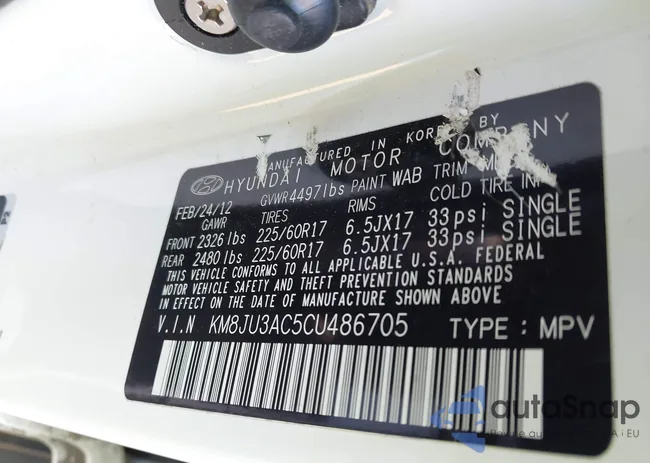 MANUFACTURED IN KOREA BY
HYUNDAI MOTOR COMPANY
FEB/24/12 GVWR 4497lbs PAINT WAB TRIM
GAWR TIRES RIMS COLD TIRE INF
FRONT 2326 lbs 225/60R17 6.5JX17 33psi SINGLE
REAR 2480 lbs 225/60R17 6.5JX17 33psi SINGLE
THIS VEHICLE CONFORMS TO ALL APPLICABLE U.S.A. FEDERAL
MOTOR VEHICLE SAFETY AND THEFT PREVENTION STANDARDS
IN EFFECT ON THE DATE OF MANUFACTURE SHOWN ABOVE
V.I.N KM8JU3AC5CU486705 TYPE: MPV
autoSnap